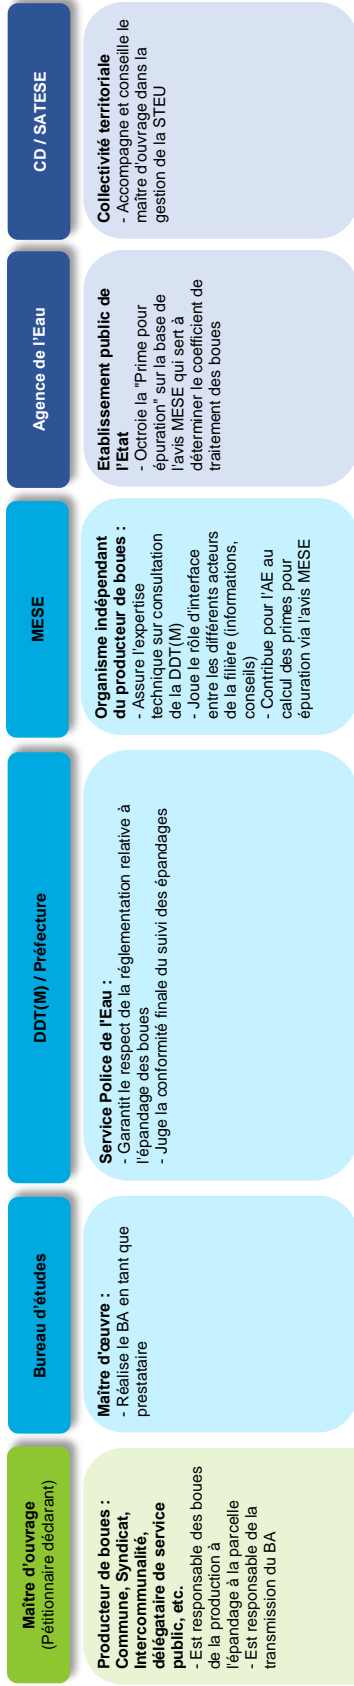 Maître d'ouvrage
(Pétitionnaire déclarant)
Producteur de boues :
Commune, Syndicat,
Intercommunalité,
délégataire de service
public, etc.
- Est responsable des boues
de la production à
l'épandage à la parcelle
- Est responsable de la
transmission du BA
Bureau d'études
Maître d'œuvre :
- Réalise le BA en tant que
prestataire
DDT(M) / Préfecture
Service Police de l'Eau :
- Garantit le respect de la réglementation relative à
l'épandage des boues
- Juge la conformité finale du suivi des épandages
MESE
Organisme indépendant
du producteur de boues :
- Assure l'expertise
technique sur consultation
de la DDT(M)
- Joue le rôle d'interface
entre les différents acteurs
de la filière (informations,
conseils)
- Contribue pour l'AE au
calcul des primes pour
épuration via l'avis MESE
Agence de l'Eau
Etablissement public de
l'Etat
- Octroie la "Prime pour
épuration" sur la base de
l'avis MESE qui sert à
déterminer le coefficient de
traitement des boues
CD / SATESE
Collectivité territoriale
- Accompagne et conseille le
maître d'ouvrage dans la
gestion de la STEU